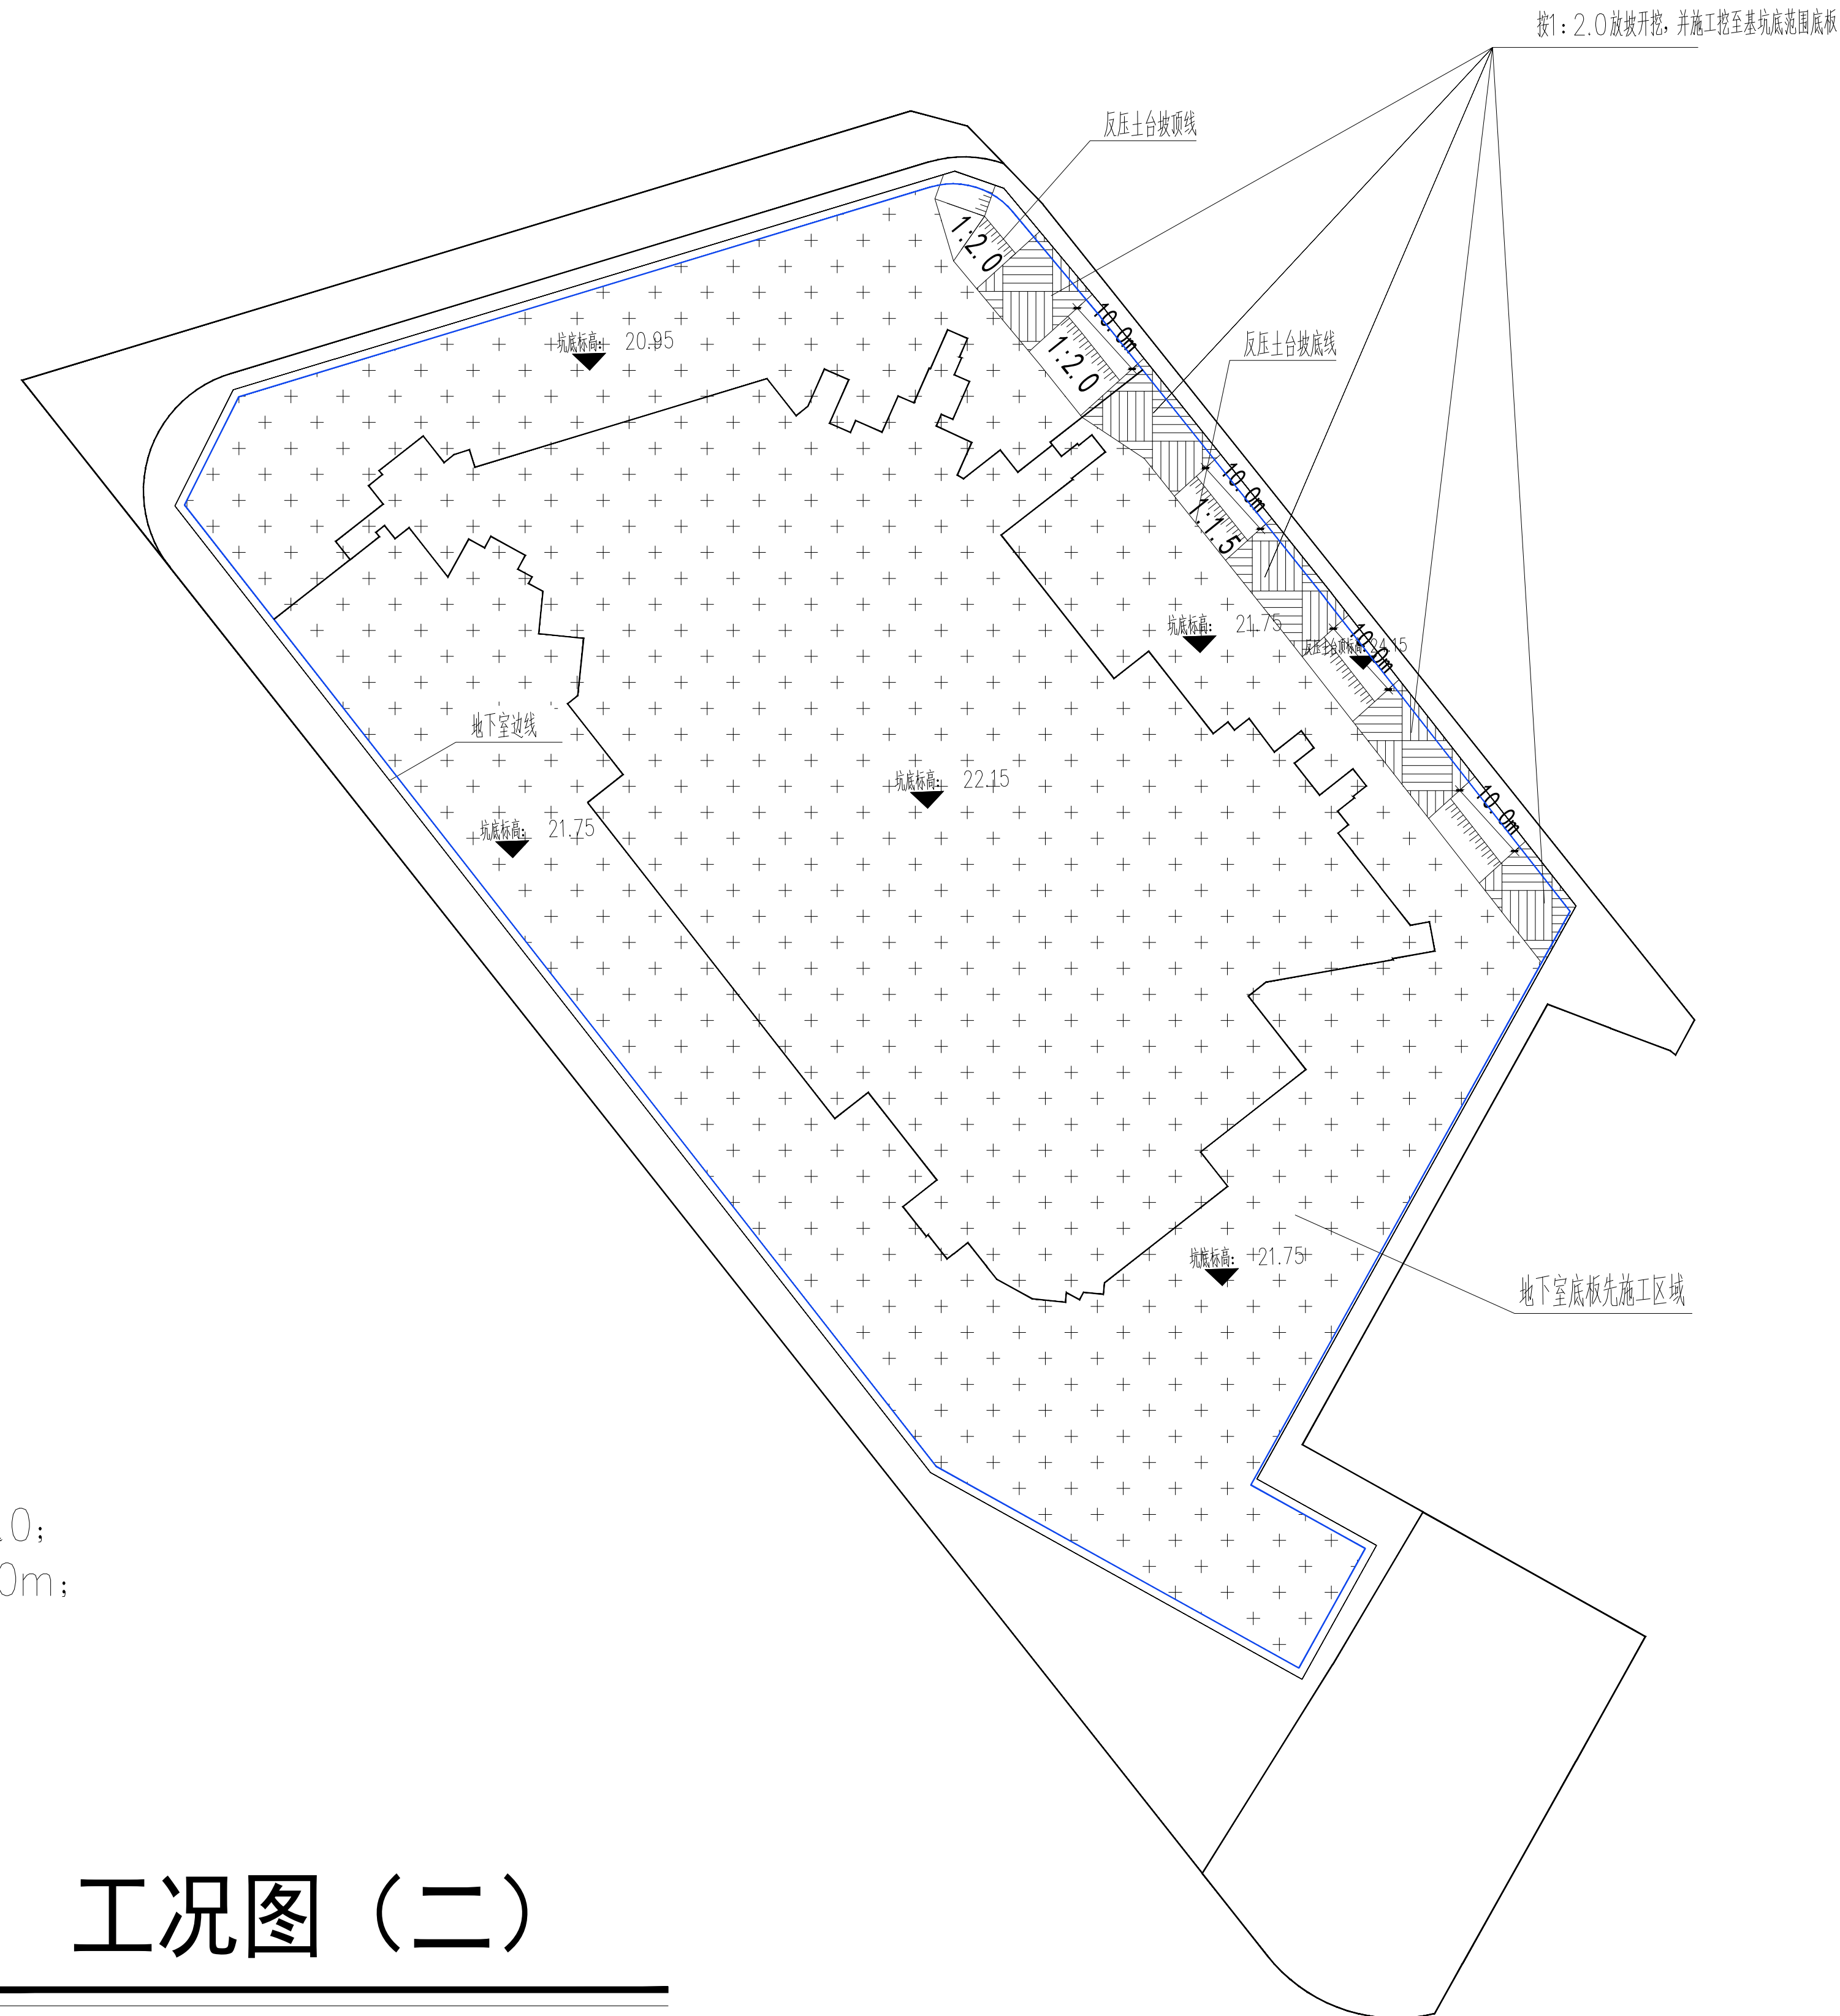 按1：2.0放坡开挖，并施工挖至基坑底范围底板
反压土台坡顶线
1:2.0
10.0m
反压土台坡底线
坑底标高： 20.95
1:2.0
10.0m
1:1.5
坑底标高： 21.75
10.0m
反压土台顶标高：24.15
地下室边线
坑底标高： 22.15
10.0m
坑底标高： 21.75
坑底标高： 21.75
地下室底板先施工区域
0；
0m；
工况图（二）